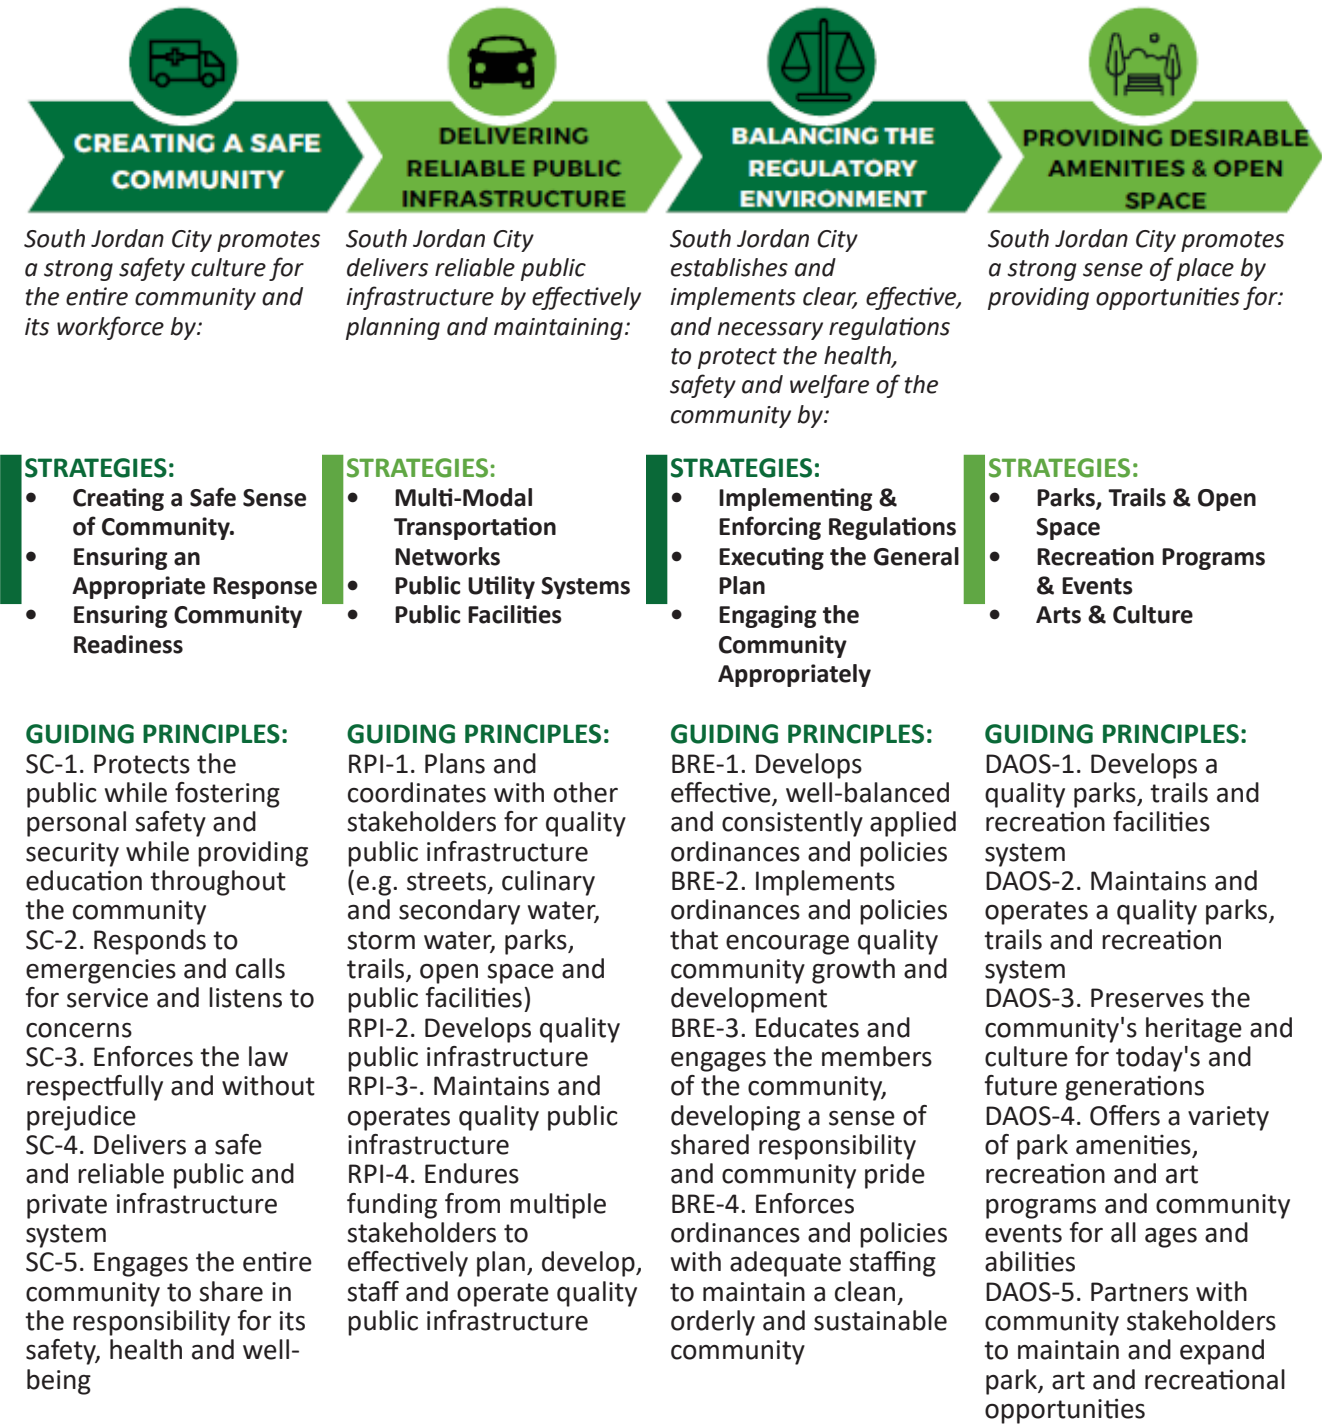 CREATING A SAFE
COMMUNITY
South Jordan City promotes
a strong safety culture for
the entire community and
its workforce by:
STRATEGIES:
• Creating a Safe Sense
of Community.
• Ensuring an
Appropriate Response
• Ensuring Community
Readiness
GUIDING PRINCIPLES:
SC-1. Protects the
public while fostering
personal safety and
security while providing
education throughout
the community
SC-2. Responds to
emergencies and calls
for service and listens to
concerns
SC-3. Enforces the law
respectfully and without
prejudice
SC-4. Delivers a safe
and reliable public and
private infrastructure
system
SC-5. Engages the entire
community to share in
the responsibility for its
safety, health and well-
being
DELIVERING
RELIABLE PUBLIC
INFRASTRUCTURE
South Jordan City
delivers reliable public
infrastructure by effectively
planning and maintaining:
STRATEGIES:
• Multi-Modal
Transportation
Networks
• Public Utility Systems
• Public Facilities
GUIDING PRINCIPLES:
RPI-1. Plans and
coordinates with other
stakeholders for quality
public infrastructure
(e.g. streets, culinary
and secondary water,
storm water, parks,
trails, open space and
public facilities)
RPI-2. Develops quality
public infrastructure
RPI-3-. Maintains and
operates quality public
infrastructure
RPI-4. Endures
funding from multiple
stakeholders to
effectively plan, develop,
staff and operate quality
public infrastructure
BALANCING THE
REGULATORY
ENVIRONMENT
South Jordan City
establishes and
implements clear, effective,
and necessary regulations
to protect the health,
safety and welfare of the
community by:
STRATEGIES:
• Implementing &
Enforcing Regulations
• Executing the General
Plan
• Engaging the
Community
Appropriately
GUIDING PRINCIPLES:
BRE-1. Develops
effective, well-balanced
and consistently applied
ordinances and policies
BRE-2. Implements
ordinances and policies
that encourage quality
community growth and
development
BRE-3. Educates and
engages the members
of the community,
developing a sense of
shared responsibility
and community pride
BRE-4. Enforces
ordinances and policies
with adequate staffing
to maintain a clean,
orderly and sustainable
community
PROVIDING DESIRABLE
AMENITIES & OPEN
SPACE
South Jordan City promotes
a strong sense of place by
providing opportunities for:
STRATEGIES:
• Parks, Trails & Open
Space
• Recreation Programs
& Events
• Arts & Culture
GUIDING PRINCIPLES:
DAOS-1. Develops a
quality parks, trails and
recreation facilities
system
DAOS-2. Maintains and
operates a quality parks,
trails and recreation
system
DAOS-3. Preserves the
community's heritage and
culture for today's and
future generations
DAOS-4. Offers a variety
of park amenities,
recreation and art
programs and community
events for all ages and
abilities
DAOS-5. Partners with
community stakeholders
to maintain and expand
park, art and recreational
opportunities